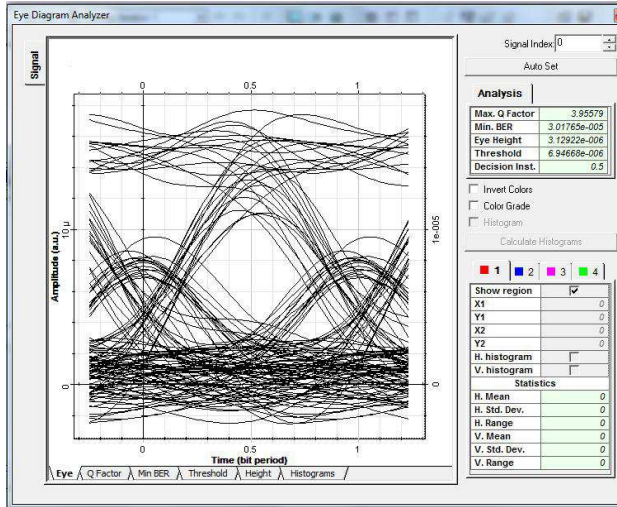 Eye Diagram Analyzer
Signal Index: 0
Auto Set
Signal
Analysis
Max. Q Factor 3.95579
Min. BER 3.01765e-005
Eye Height 3.12922e-006
Threshold 6.94668e-006
Decision Inst. 0.5
Invert Colors
Color Grade
Histogram
Calculate Histograms
1 2 3 4
Show region
X1 0
Y1 0
X2 0
Y2 0
H. histogram
V. histogram
Statistics
H. Mean 0
H. Std. Dev. 0
H. Range 0
V. Mean 0
V. Std. Dev. 0
V. Range 0
0 0.5 1
Amplitude (a.u.)
10 µ
0
1e-005
0
0 0.5 1
Time (bit period)
Eye Q Factor Min BER Threshold Height Histograms